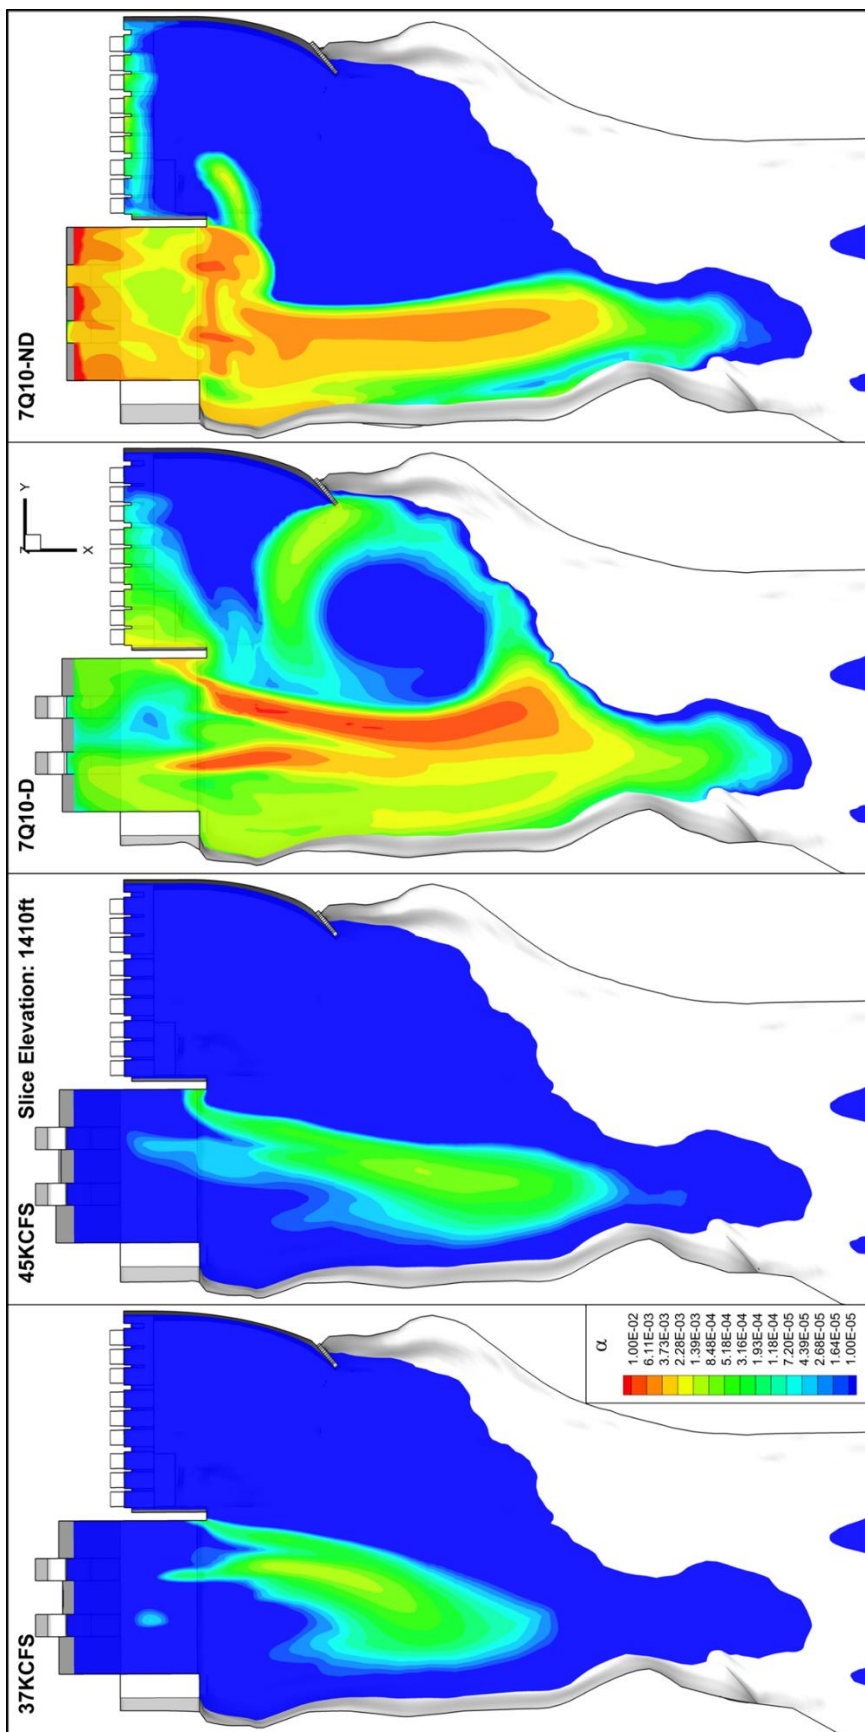 37KCFS
45KCFS
Slice Elevation: 1410ft
7Q10-D
Z
Y
X
7Q10-ND
α
1.00E-02
6.11E-03
3.73E-03
2.28E-03
1.39E-03
8.48E-04
5.18E-04
3.16E-04
1.93E-04
1.18E-04
7.20E-05
4.39E-05
2.68E-05
1.64E-05
1.00E-05